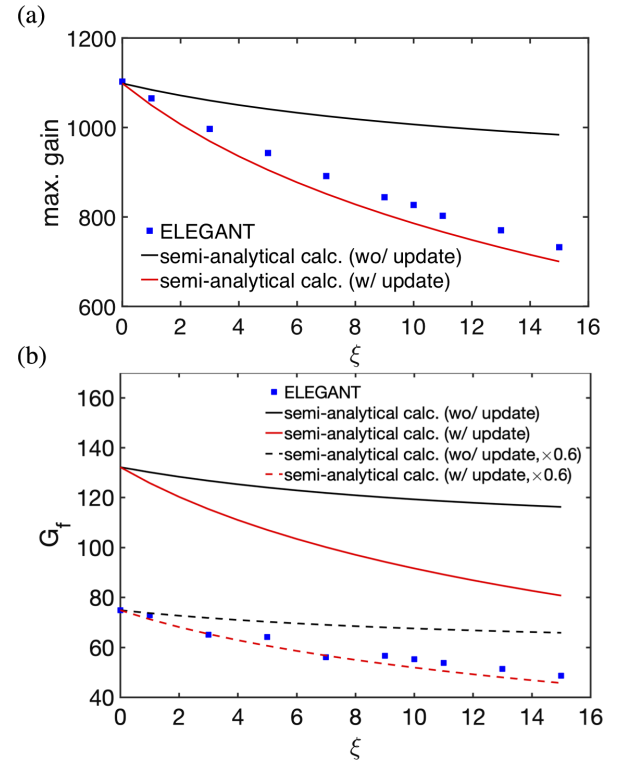 (a)
1200
1000
800
600
max. gain
ELEGANT
semi-analytical calc. (wo/ update)
semi-analytical calc. (w/ update)
0 2 4 6 8 10 12 14 16
ξ
(b)
160
140
120
100
80
60
40
G_f
ELEGANT
semi-analytical calc. (wo/ update)
semi-analytical calc. (w/ update)
semi-analytical calc. (wo/ update,×0.6)
semi-analytical calc. (w/ update,×0.6)
0 2 4 6 8 10 12 14 16
ξ